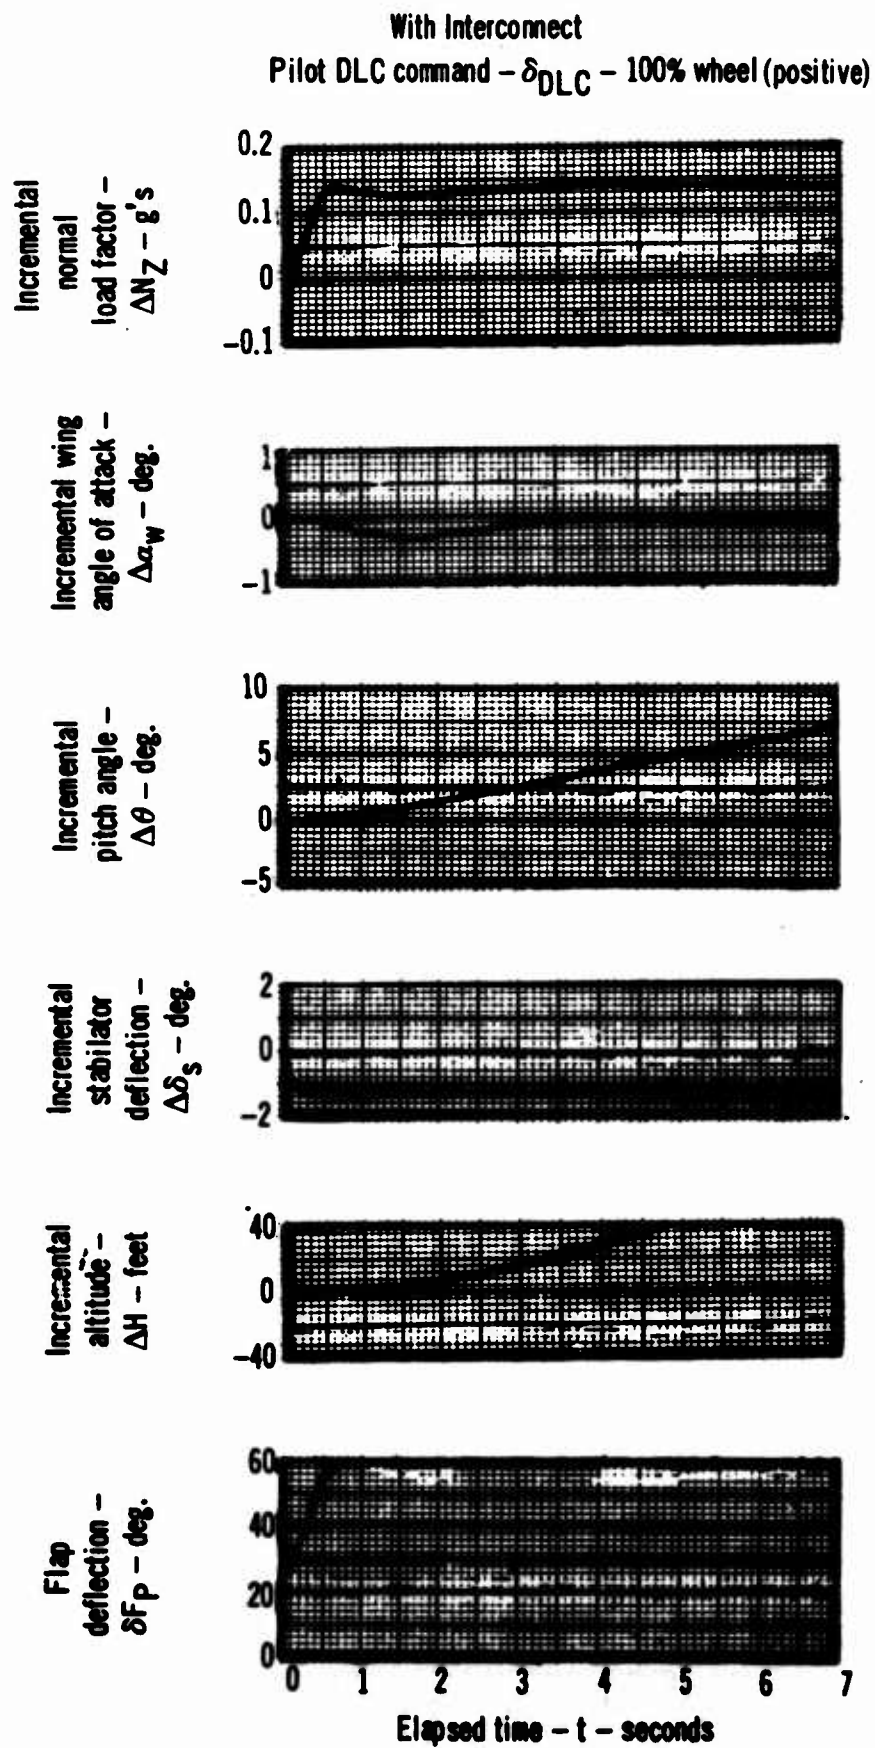 With Interconnect
Pilot DLC command – δDLC – 100% wheel (positive)
Incremental
normal
load factor –
ΔNZ – g's
0.2
0.1
0
–0.1
Incremental wing
angle of attack –
Δαw – deg.
1
0
–1
Incremental
pitch angle –
Δθ – deg.
10
5
0
–5
Incremental
stabilator
deflection –
Δδs – deg.
2
0
–2
Incremental
altitude –
ΔH – feet
40
0
–40
Flap
deflection –
δFP – deg.
60
40
20
0
0 1 2 3 4 5 6 7
Elapsed time – t – seconds